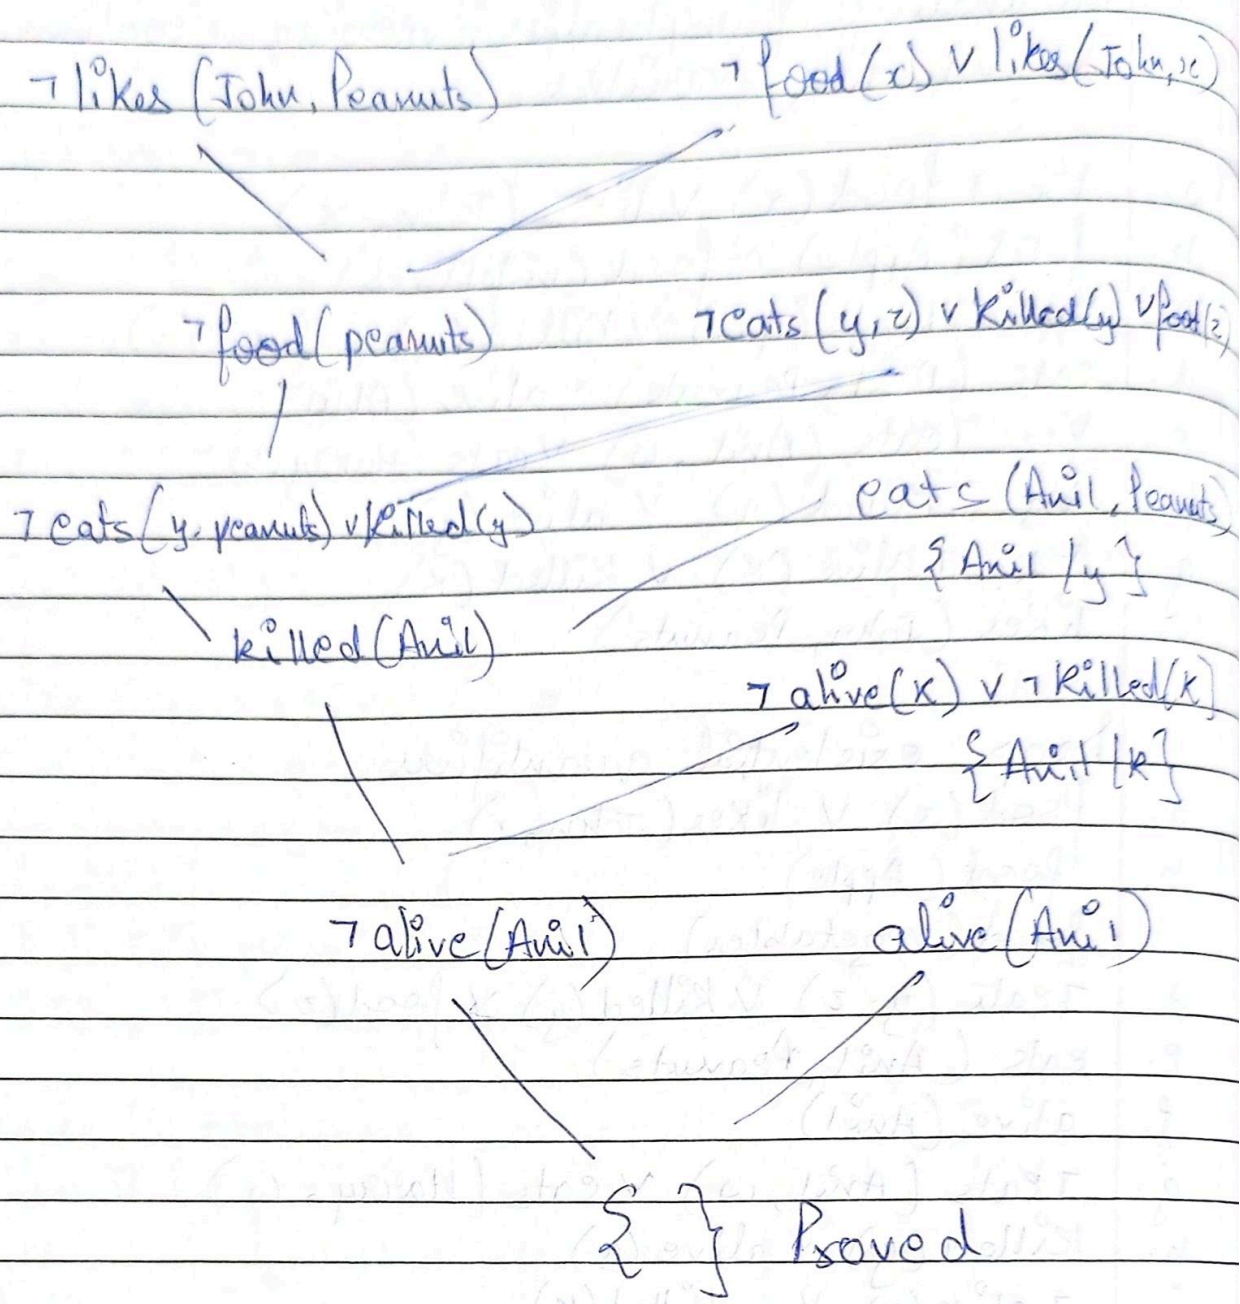 ¬ likes (John, Peanuts) ¬ food (x) ∨ likes (John, x)
¬ food (peanuts) ¬ eats (y, z) ∨ killed(y) ∨ food(z)
¬ eats (y, peanuts) ∨ killed(y) eats (Anil, Peanuts)
{ Anil / y }
killed (Anil)
¬ alive (k) ∨ ¬ killed (k)
{ Anil / k }
¬ alive (Anil) alive (Anil)
{ } Proved